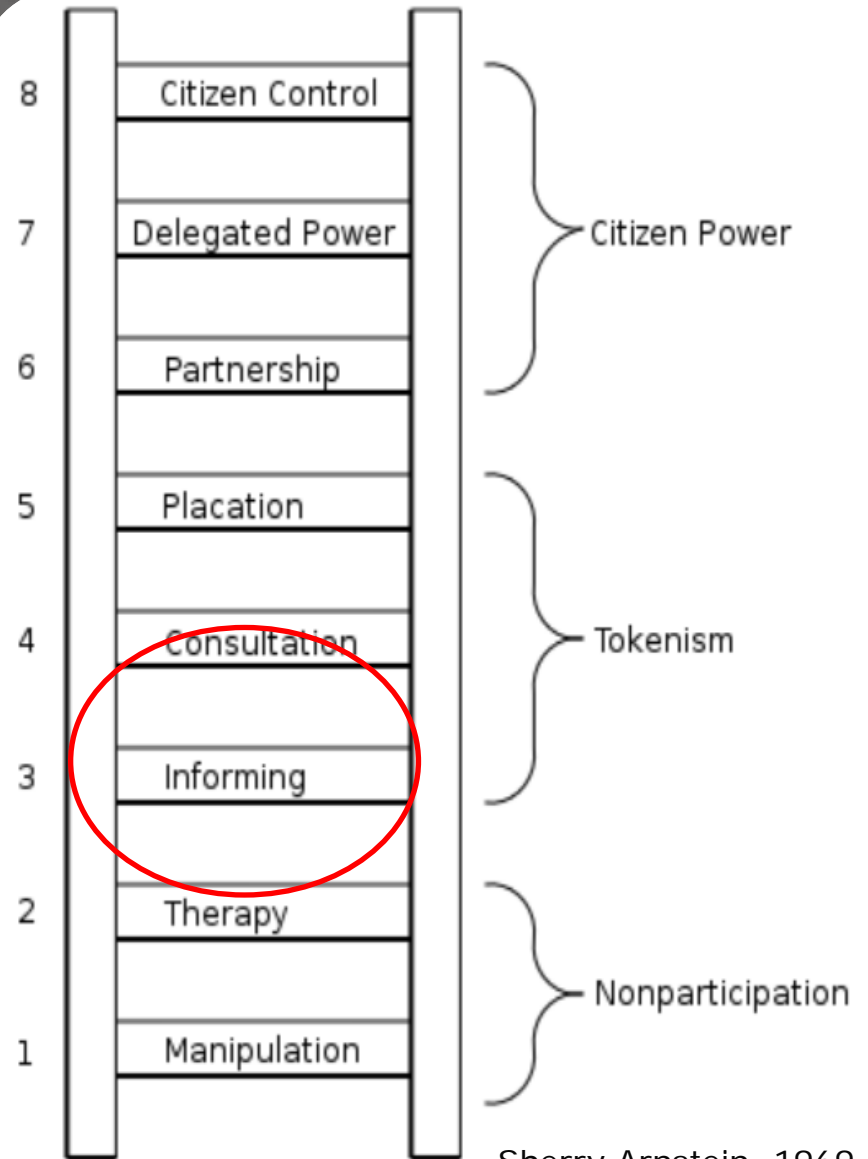 8 Citizen Control
7 Delegated Power
Citizen Power
6 Partnership
5 Placation
4 Consultation
Tokenism
3 Informing
2 Therapy
Nonparticipation
1 Manipulation
Sherry Arnstein, 1969